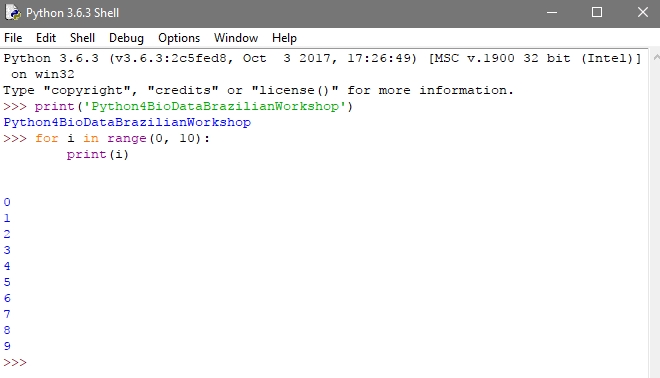 Python 3.6.3 Shell
File Edit Shell Debug Options Window Help
Python 3.6.3 (v3.6.3:2c5fed8, Oct  3 2017, 17:26:49) [MSC v.1900 32 bit (Intel)]
 on win32
Type "copyright", "credits" or "license()" for more information.
>>> print('Python4BioDataBrazilianWorkshop')
Python4BioDataBrazilianWorkshop
>>> for i in range(0, 10):
        print(i)
0
1
2
3
4
5
6
7
8
9
>>>